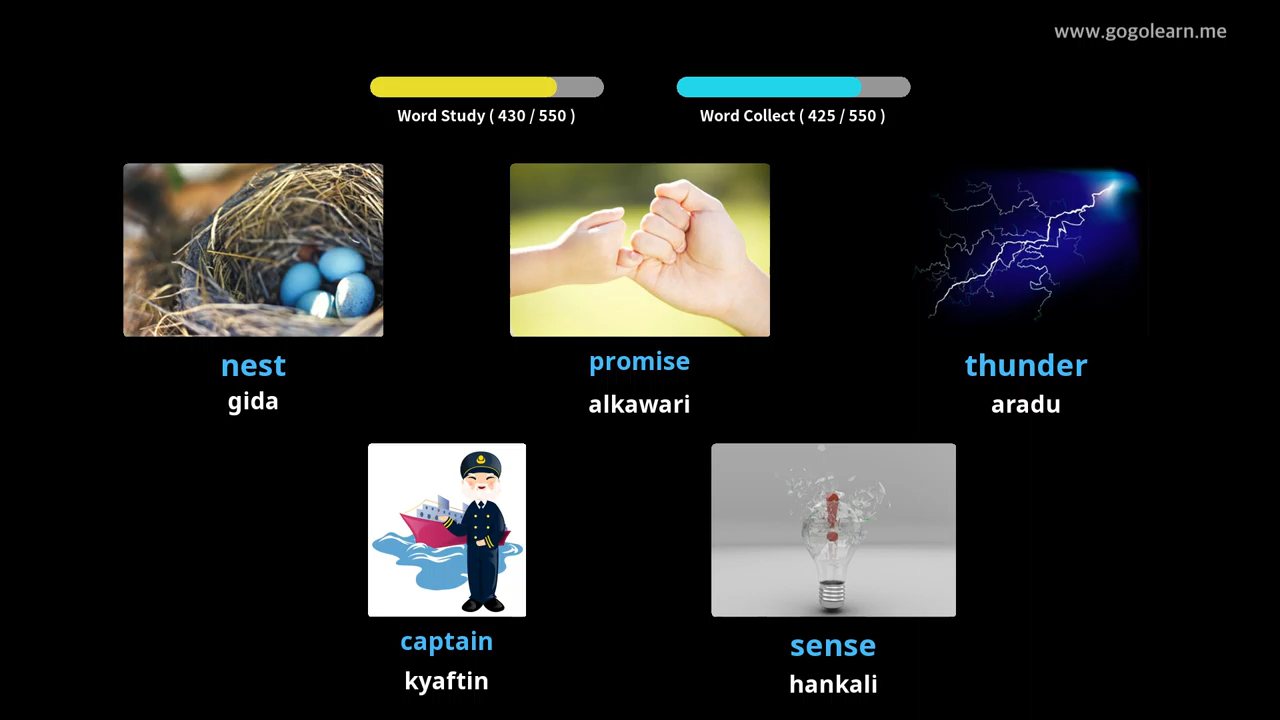 www.gogolearn.me
Word Study ( 430 / 550 )
Word Collect ( 425 / 550 )
nest
gida
promise
alkawari
thunder
aradu
captain
kyaftin
sense
hankali